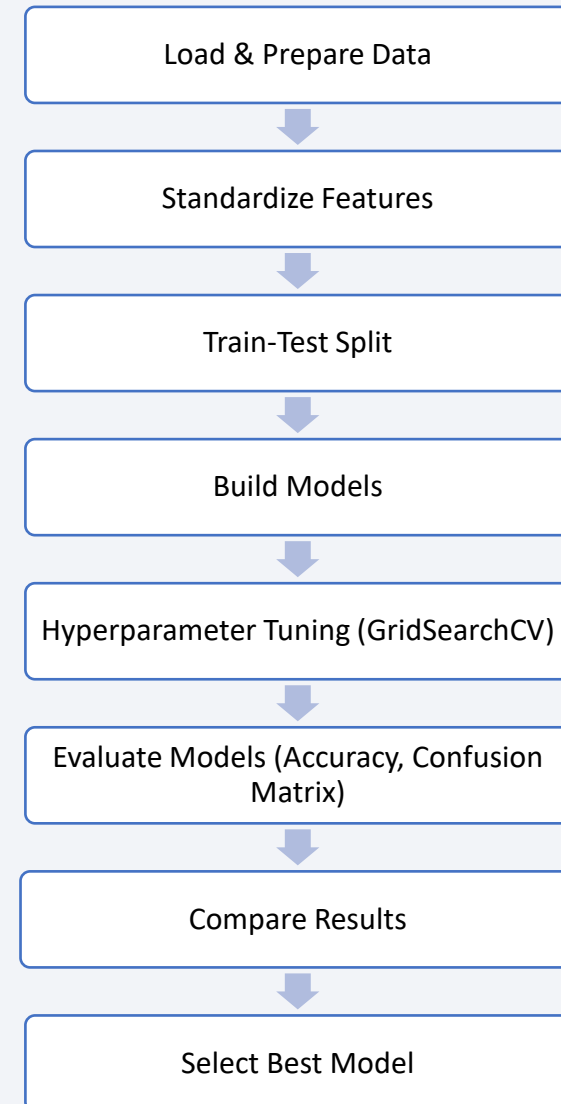 Load & Prepare Data
Standardize Features
Train-Test Split
Build Models
Hyperparameter Tuning (GridSearchCV)
Evaluate Models (Accuracy, Confusion
Matrix)
Compare Results
Select Best Model